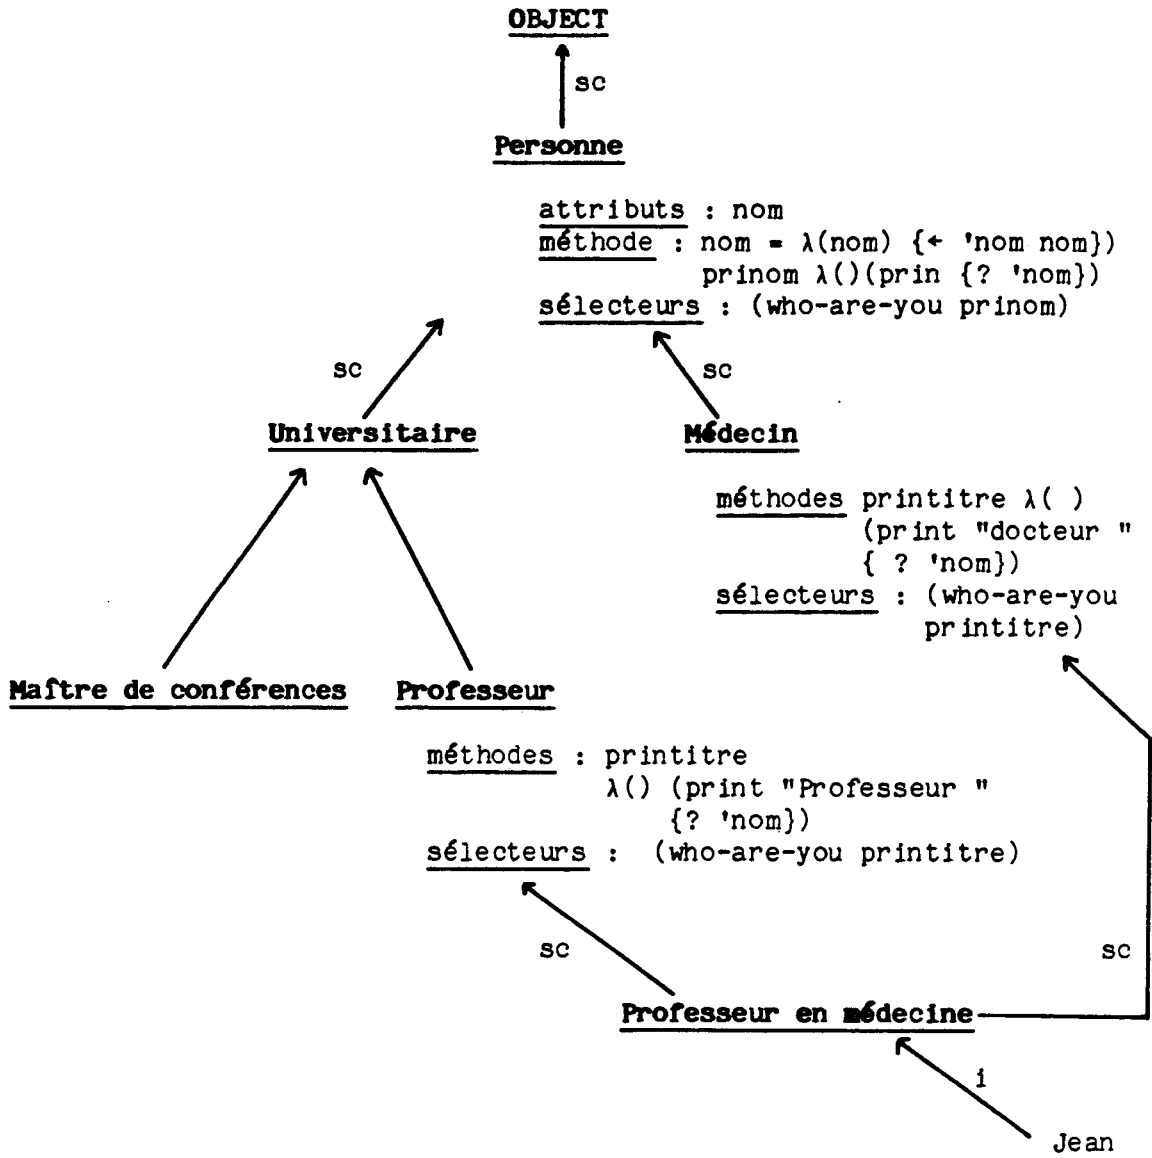 OBJECT
sc
Personne
attributs : nom
méthode : nom = λ(nom) {← 'nom nom})
prinom λ()(prin {? 'nom})
sélecteurs : (who-are-you prinom)
sc
sc
Universitaire
Médecin
méthodes printitre λ( )
(print "docteur "
{ ? 'nom})
sélecteurs : (who-are-you
printitre)
Maître de conférences
Professeur
méthodes : printitre
λ() (print "Professeur "
{? 'nom})
sélecteurs : (who-are-you printitre)
sc
sc
Professeur en médecine
i
Jean